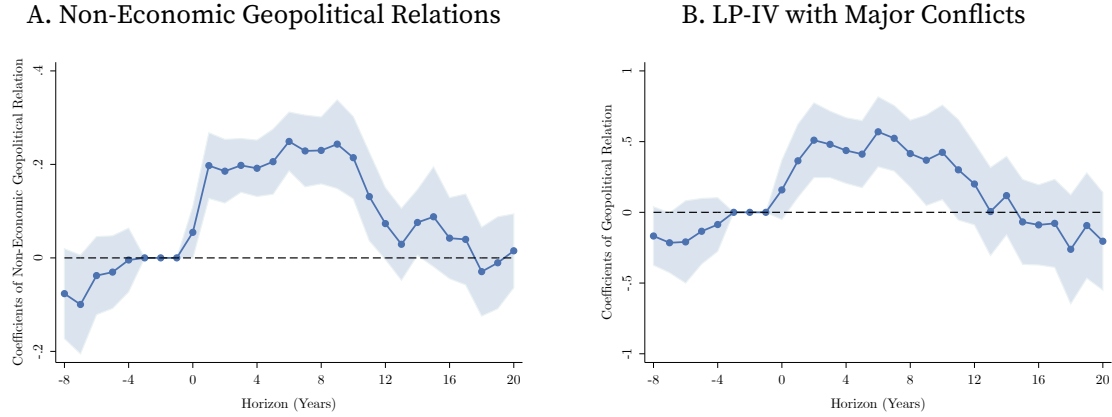 A. Non-Economic Geopolitical Relations
Coefficients of Non-Economic Geopolitical Relation
.4
.2
0
-.2
-8 -4 0 4 8 12 16 20
Horizon (Years)
B. LP-IV with Major Conflicts
Coefficients of Geopolitical Relation
1
.5
0
-.5
-1
-8 -4 0 4 8 12 16 20
Horizon (Years)